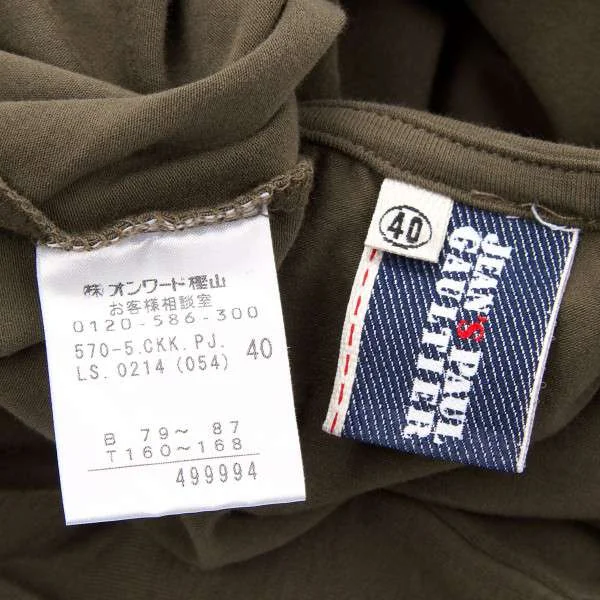 ㈱オンワード樫山
お客様相談室
0120-586-300
570-5.CKK.PJ.
LS.0214(054) 40
B 79～ 87
T160～168
499994
40
JEAN'S PAUL
GAULTIER